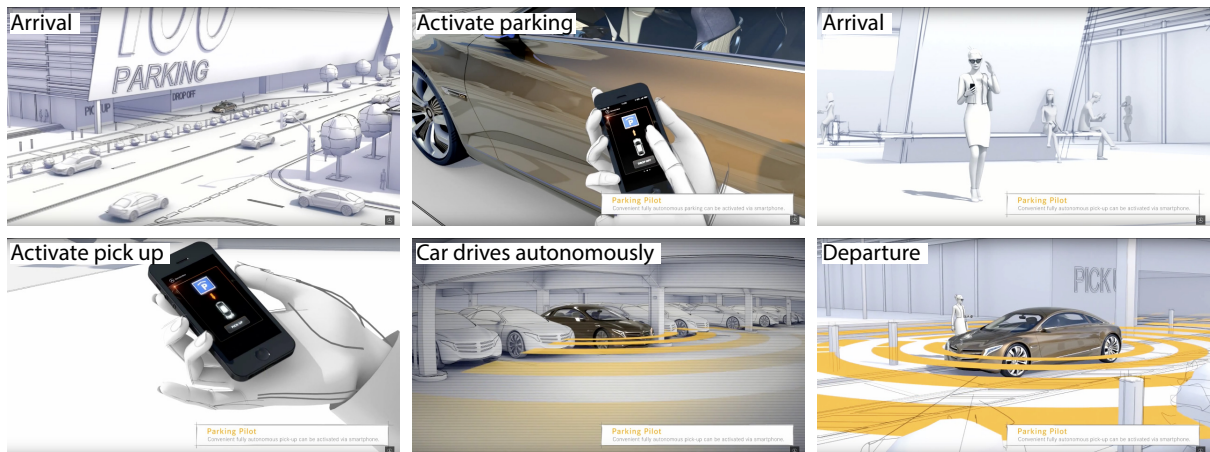 Arrival
100
PARKING
PICK UP
DROP OFF
Activate parking
P
Parking Pilot
Convenient fully autonomous parking can be activated via smartphone.
Arrival
Parking Pilot
Convenient fully autonomous pick-up can be activated via smartphone.
Activate pick up
P
PICK UP
Parking Pilot
Convenient fully autonomous pick-up can be activated via smartphone.
Car drives autonomously
Parking Pilot
Convenient fully autonomous pick-up can be activated via smartphone.
Departure
PICK U
Parking Pilot
Convenient fully autonomous pick-up can be activated via smartphone.